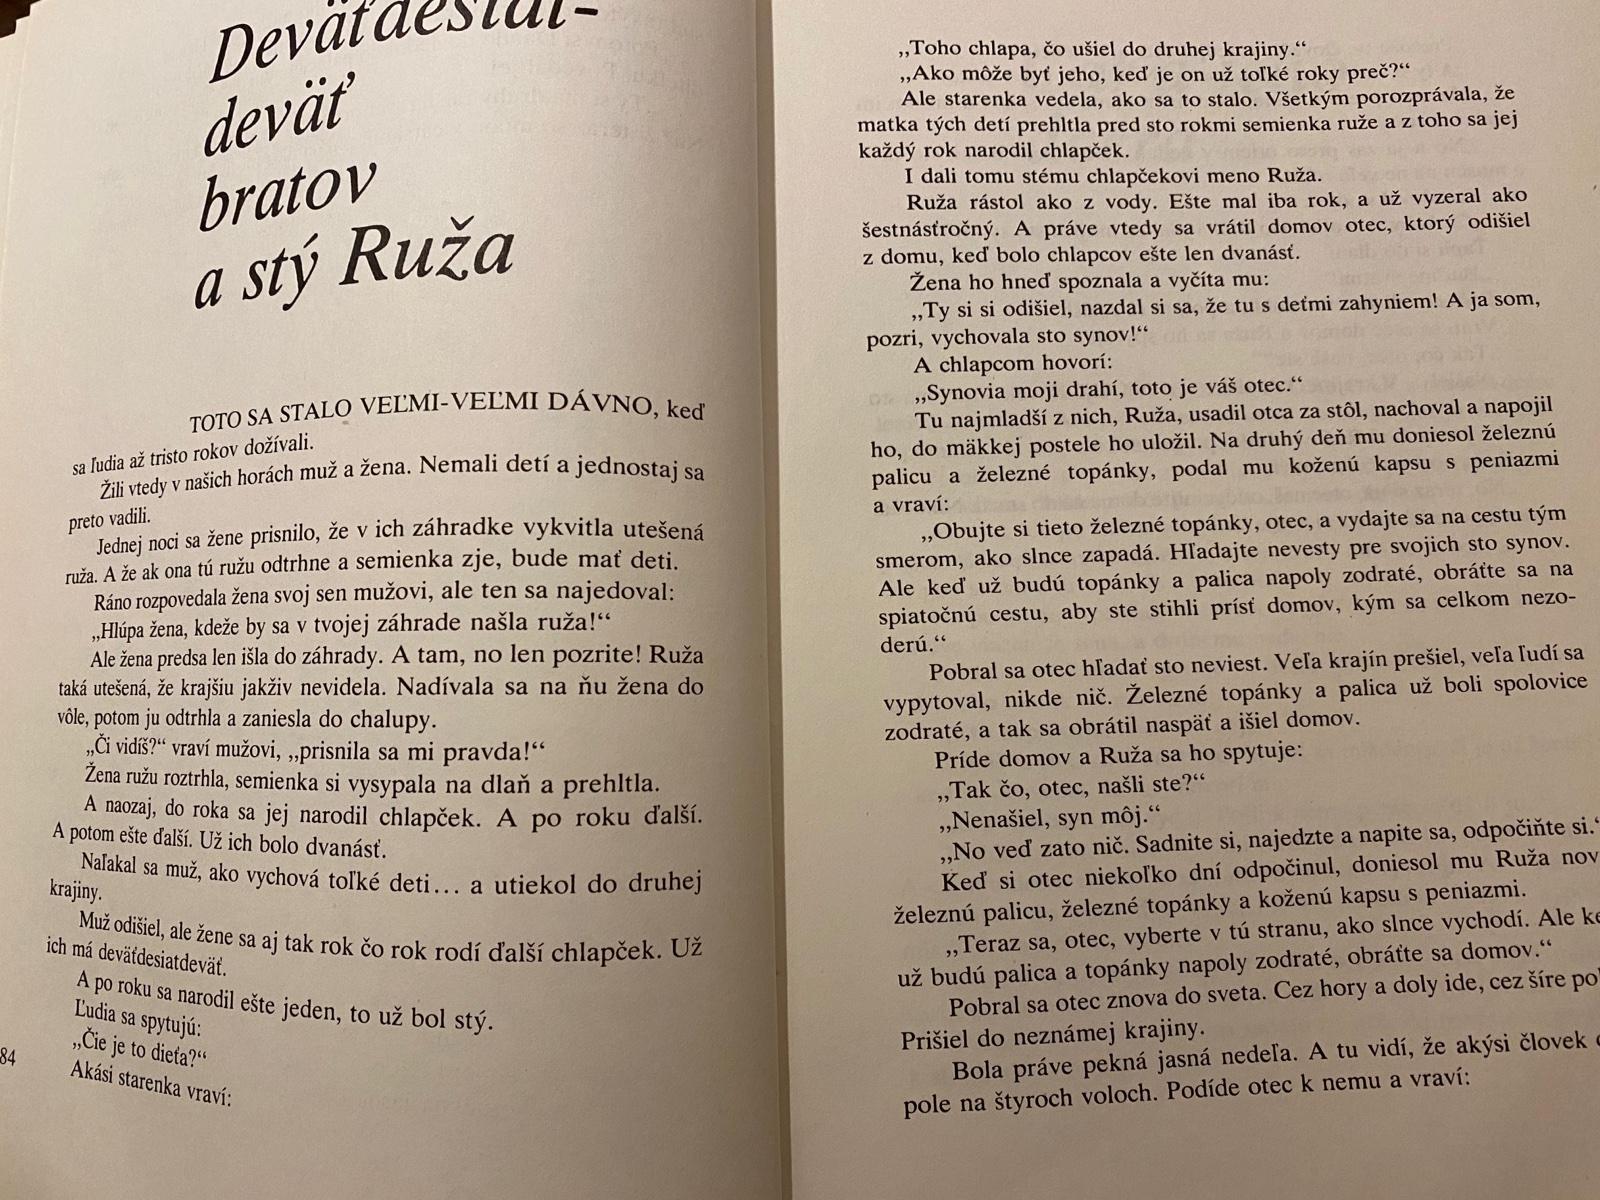 Deväťdesiat-
deväť
bratov
a stý Ruža
TOTO SA STALO VEĽMI-VEĽMI DÁVNO, keď
sa ľudia až tristo rokov dožívali.
Žili vtedy v našich horách muž a žena. Nemali detí a jednostaj sa
preto vadili.
Jednej noci sa žene prisnilo, že v ich záhradke vykvitla utešená
ruža. A že ak ona tú ružu odtrhne a semienka zje, bude mať deti.
Ráno rozpovedala žena svoj sen mužovi, ale ten sa najedoval:
„Hlúpa žena, kdeže by sa v tvojej záhrade našla ruža!“
Ale žena predsa len išla do záhrady. A tam, no len pozrite! Ruža
taká utešená, že krajšiu jakživ nevidela. Nadívala sa na ňu žena do
vôle, potom ju odtrhla a zaniesla do chalupy.
„Či vidíš?“ vraví mužovi, „prisnila sa mi pravda!“
Žena ružu roztrhla, semienka si vysypala na dlaň a prehltla.
A naozaj, do roka sa jej narodil chlapček. A po roku ďalší.
A potom ešte ďalší. Už ich bolo dvanásť.
Naľakal sa muž, ako vychová toľké deti... a utiekol do druhej
krajiny.
Muž odišiel, ale žene sa aj tak rok čo rok rodí ďalší chlapček. Už
ich má deväťdesiatdeväť.
A po roku sa narodil ešte jeden, to už bol stý.
Ľudia sa spytujú:
„Čie je to dieťa?“
Akási starenka vraví:
84
„Toho chlapa, čo ušiel do druhej krajiny.“
„Ako môže byť jeho, keď je on už toľké roky preč?“
Ale starenka vedela, ako sa to stalo. Všetkým porozprávala, že
matka tých detí prehltla pred sto rokmi semienka ruže a z toho sa jej
každý rok narodil chlapček.
I dali tomu stému chlapčekovi meno Ruža.
Ruža rástol ako z vody. Ešte mal iba rok, a už vyzeral ako
šestnásťročný. A práve vtedy sa vrátil domov otec, ktorý odišiel
z domu, keď bolo chlapcov ešte len dvanásť.
Žena ho hneď spoznala a vyčíta mu:
„Ty si si odišiel, nazdal si sa, že tu s deťmi zahyniem! A ja som,
pozri, vychovala sto synov!“
A chlapcom hovorí:
„Synovia moji drahí, toto je váš otec.“
Tu najmladší z nich, Ruža, usadil otca za stôl, nachoval a napojil
ho, do mäkkej postele ho uložil. Na druhý deň mu doniesol železnú
palicu a železné topánky, podal mu koženú kapsu s peniazmi
a vraví:
„Obujte si tieto železné topánky, otec, a vydajte sa na cestu tým
smerom, ako slnce zapadá. Hľadajte nevesty pre svojich sto synov.
Ale keď už budú topánky a palica napoly zodraté, obráťte sa na
spiatočnú cestu, aby ste stihli prísť domov, kým sa celkom nezo-
derú.“
Pobral sa otec hľadať sto neviest. Veľa krajín prešiel, veľa ľudí sa
vypytoval, nikde nič. Železné topánky a palica už boli spolovice
zodraté, a tak sa obrátil naspäť a išiel domov.
Príde domov a Ruža sa ho spytuje:
„Tak čo, otec, našli ste?“
„Nenašiel, syn môj.“
„No veď zato nič. Sadnite si, najedzte a napite sa, odpočiňte si.“
Keď si otec niekoľko dní odpočinul, doniesol mu Ruža nov
železnú palicu, železné topánky a koženú kapsu s peniazmi.
„Teraz sa, otec, vyberte v tú stranu, ako slnce vychodí. Ale ke
už budú palica a topánky napoly zodraté, obráťte sa domov.“
Pobral sa otec znova do sveta. Cez hory a doly ide, cez šíre pol
Prišiel do neznámej krajiny.
Bola práve pekná jasná nedeľa. A tu vidí, že akýsi človek
pole na štyroch voloch. Podíde otec k nemu a vraví: